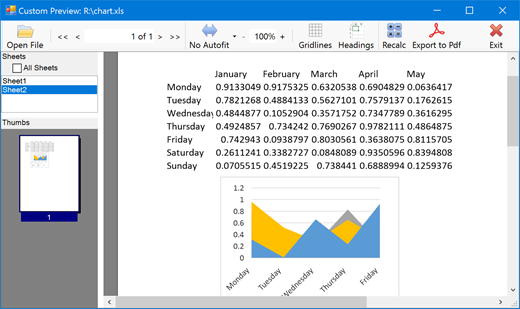 Custom Preview: R:\chart.xls
Open File << < 1 of 1 > >> No Autofit - 100% + Gridlines Headings Recalc Export to Pdf Exit
Sheets
All Sheets
Sheet1
Sheet2
Thumbs
1
January February March April May
Monday 0.9133049 0.9175325 0.6320538 0.6904829 0.0636417
Tuesday 0.7821268 0.4884133 0.5627101 0.7579137 0.1762615
Wednesday 0.4844877 0.1052904 0.3571752 0.7347789 0.3616295
Thursday 0.4924857 0.734242 0.7690267 0.9782111 0.4864875
Friday 0.742943 0.0938797 0.8030561 0.3638075 0.8115705
Saturday 0.2611241 0.3382727 0.0848089 0.9350596 0.8394808
Sunday 0.0705515 0.4519225 0.738441 0.6888994 0.1259376
1.2
1
0.8
0.6
0.4
0.2
0
Monday Tuesday Wednesday Thursday Friday